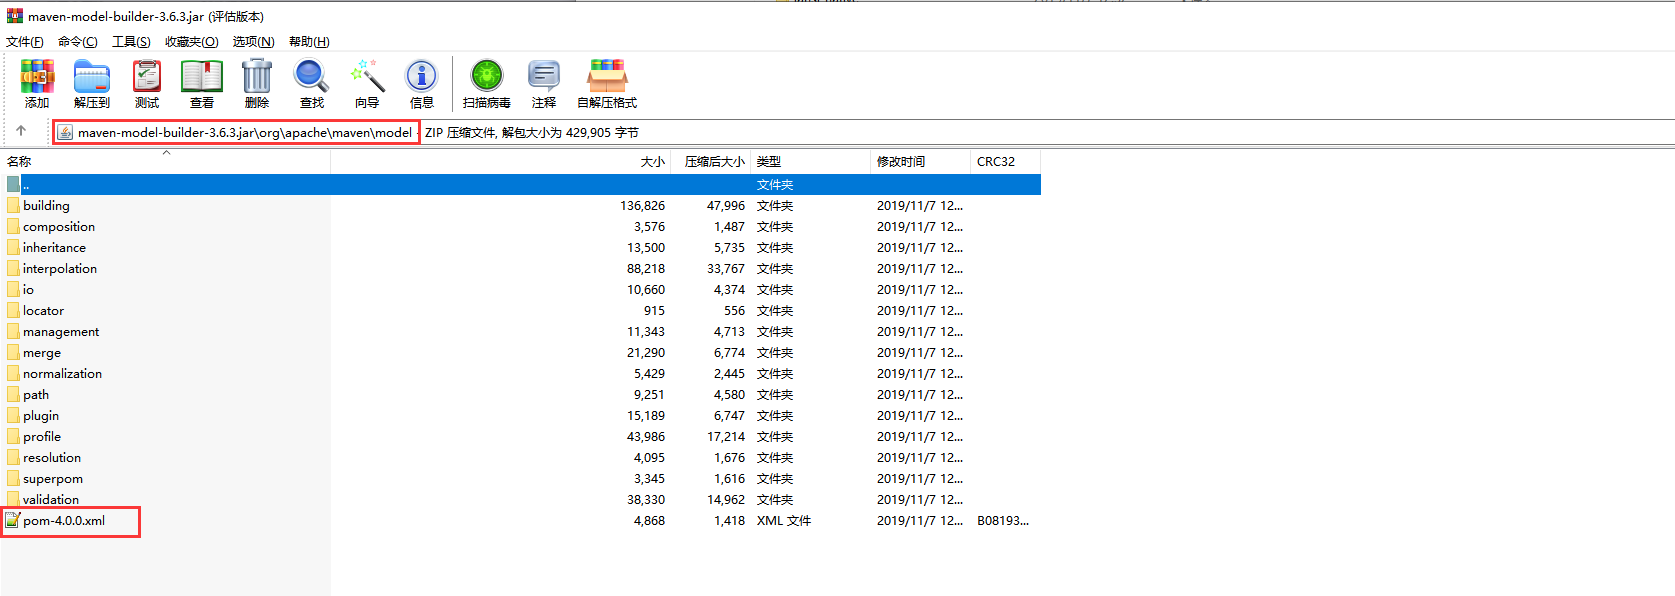 maven-model-builder-3.6.3.jar (评估版本)
文件(F) 命令(C) 工具(S) 收藏夹(O) 选项(N) 帮助(H)
添加 解压到 测试 查看 删除 查找 向导 信息 扫描病毒 注释 自解压格式
maven-model-builder-3.6.3.jar\org\apache\maven\model - ZIP 压缩文件, 解包大小为 429,905 字节
名称 大小 压缩后大小 类型 修改时间 CRC32
.. 文件夹
building 136,826 47,996 文件夹 2019/11/7 12...
composition 3,576 1,487 文件夹 2019/11/7 12...
inheritance 13,500 5,735 文件夹 2019/11/7 12...
interpolation 88,218 33,767 文件夹 2019/11/7 12...
io 10,660 4,374 文件夹 2019/11/7 12...
locator 915 556 文件夹 2019/11/7 12...
management 11,343 4,713 文件夹 2019/11/7 12...
merge 21,290 6,774 文件夹 2019/11/7 12...
normalization 5,429 2,445 文件夹 2019/11/7 12...
path 9,251 4,580 文件夹 2019/11/7 12...
plugin 15,189 6,747 文件夹 2019/11/7 12...
profile 43,986 17,214 文件夹 2019/11/7 12...
resolution 4,095 1,676 文件夹 2019/11/7 12...
superpom 3,345 1,616 文件夹 2019/11/7 12...
validation 38,330 14,962 文件夹 2019/11/7 12...
pom-4.0.0.xml 4,868 1,418 XML 文件 2019/11/7 12... B08193...